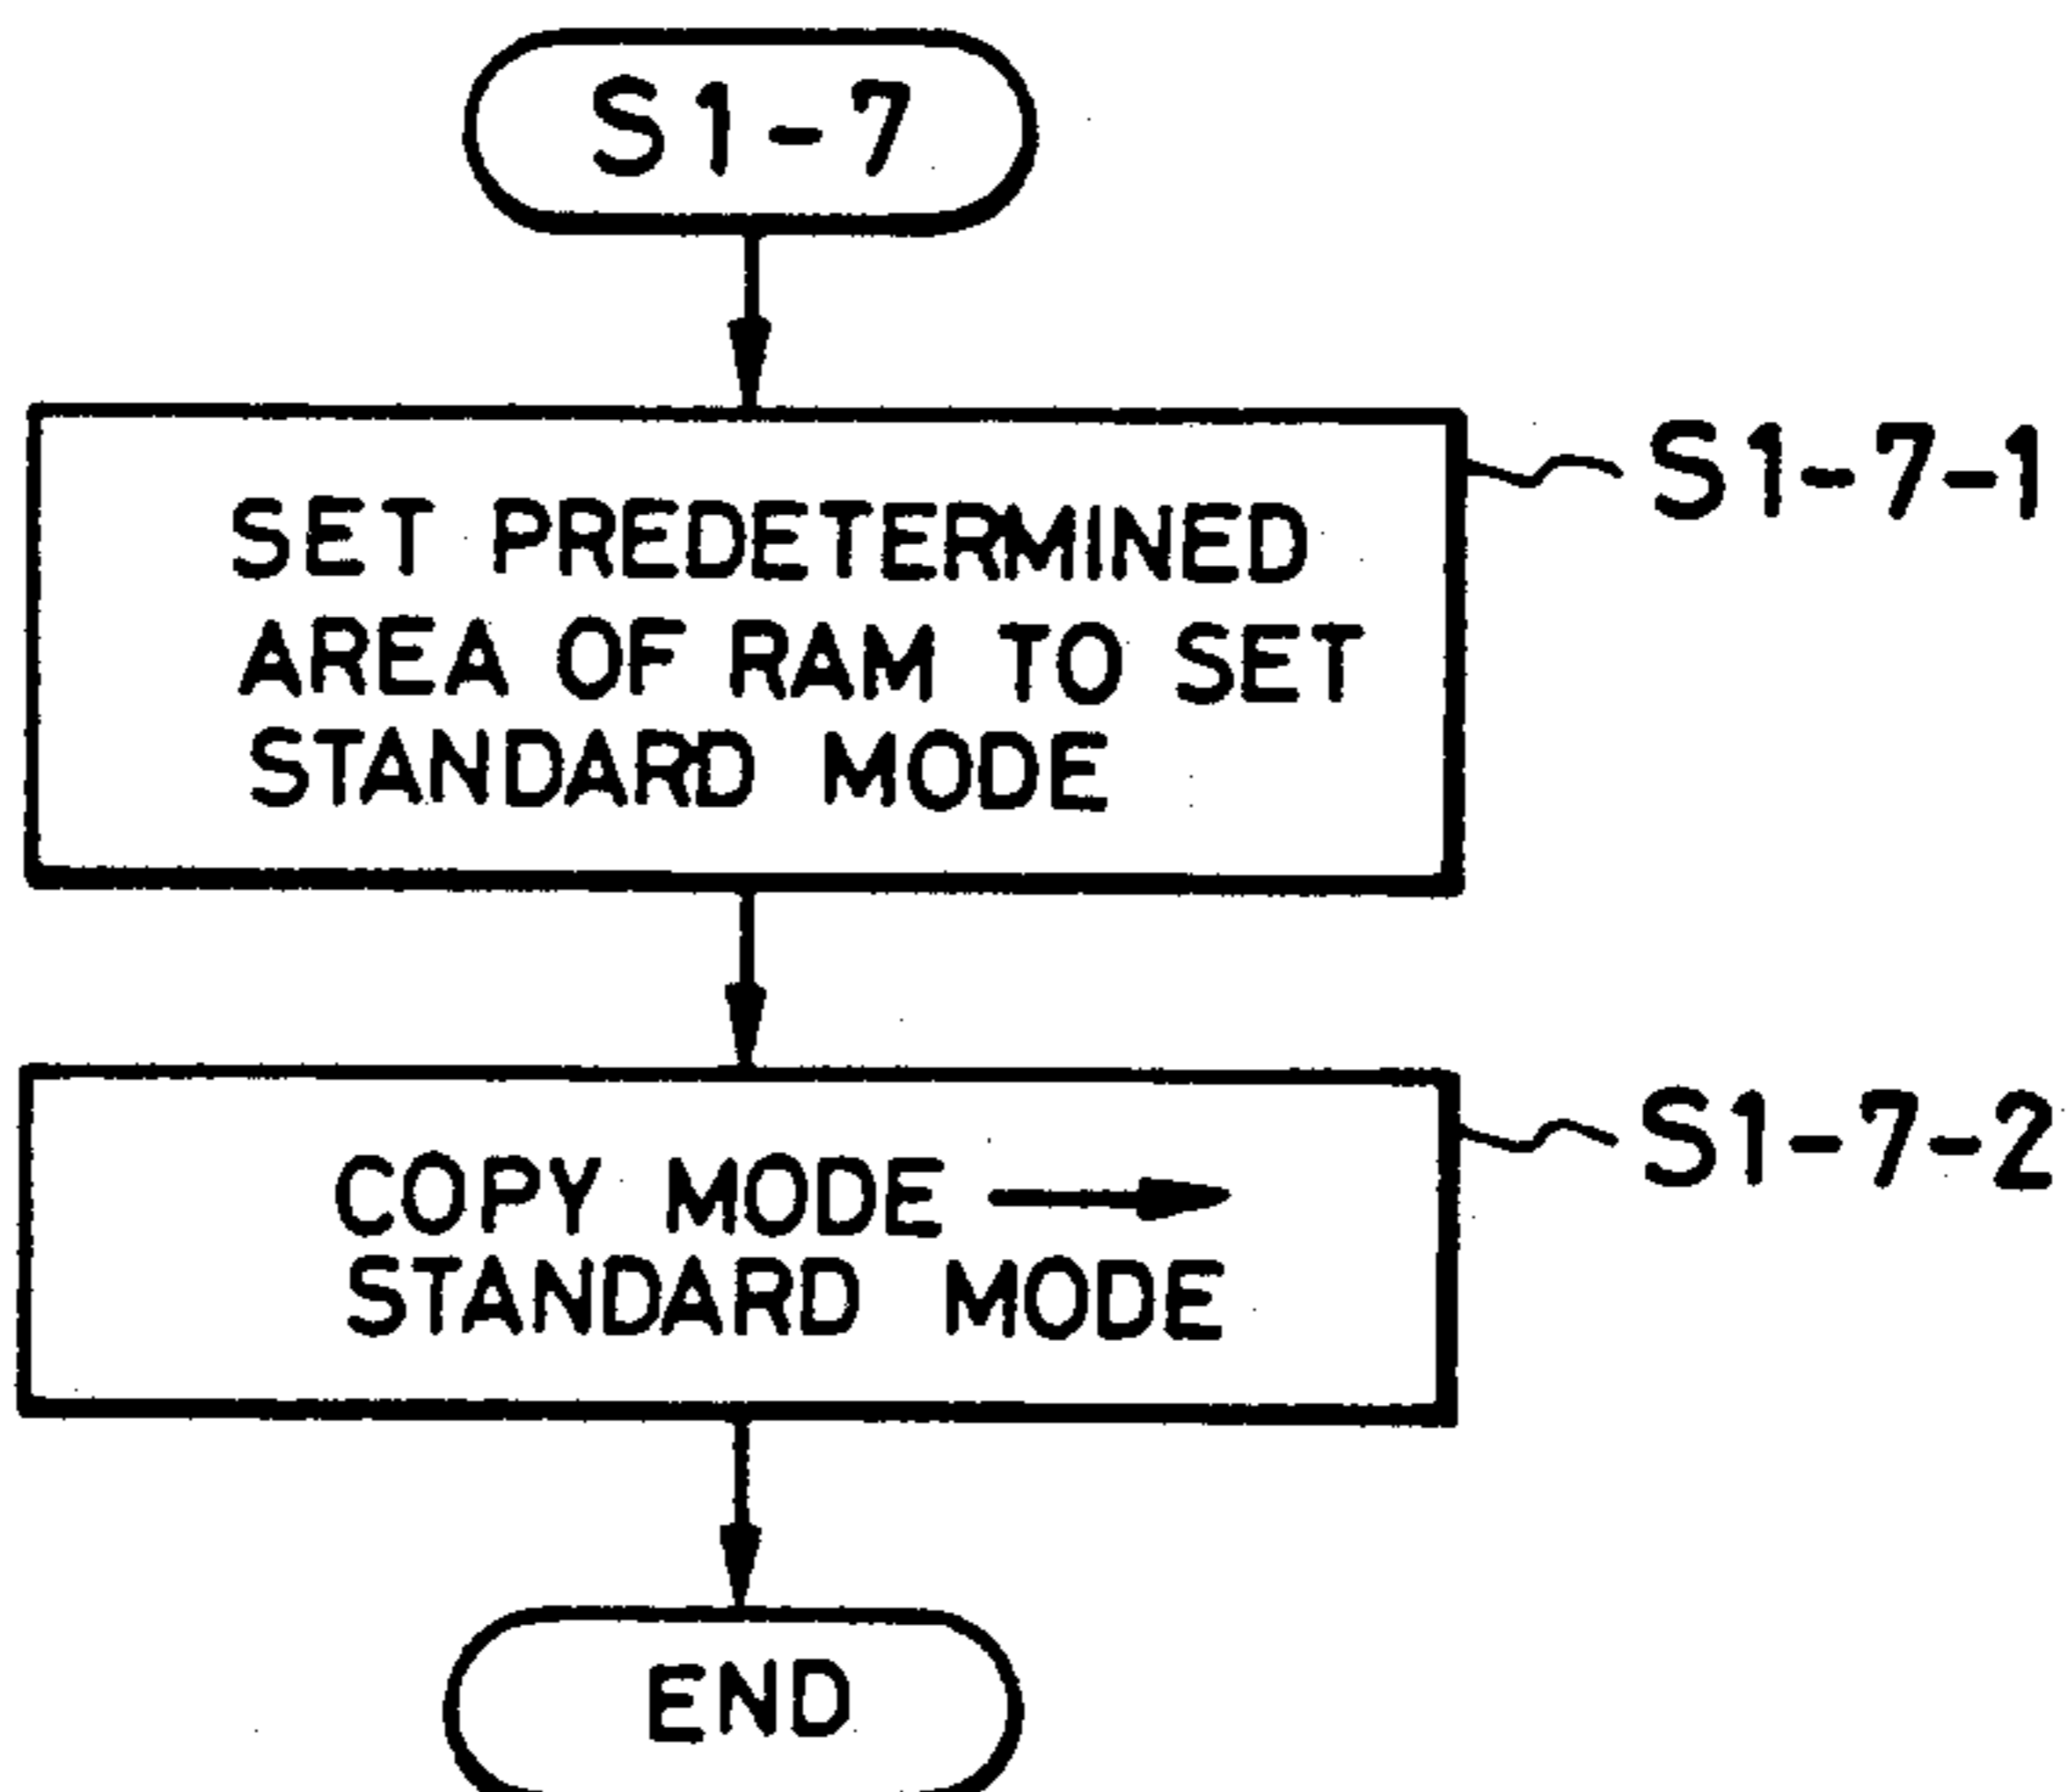 S1-7
S1-7-1
SET PREDETERMINED
AREA OF RAM TO SET
STANDARD MODE
S1-7-2
COPY MODE →
STANDARD MODE
END